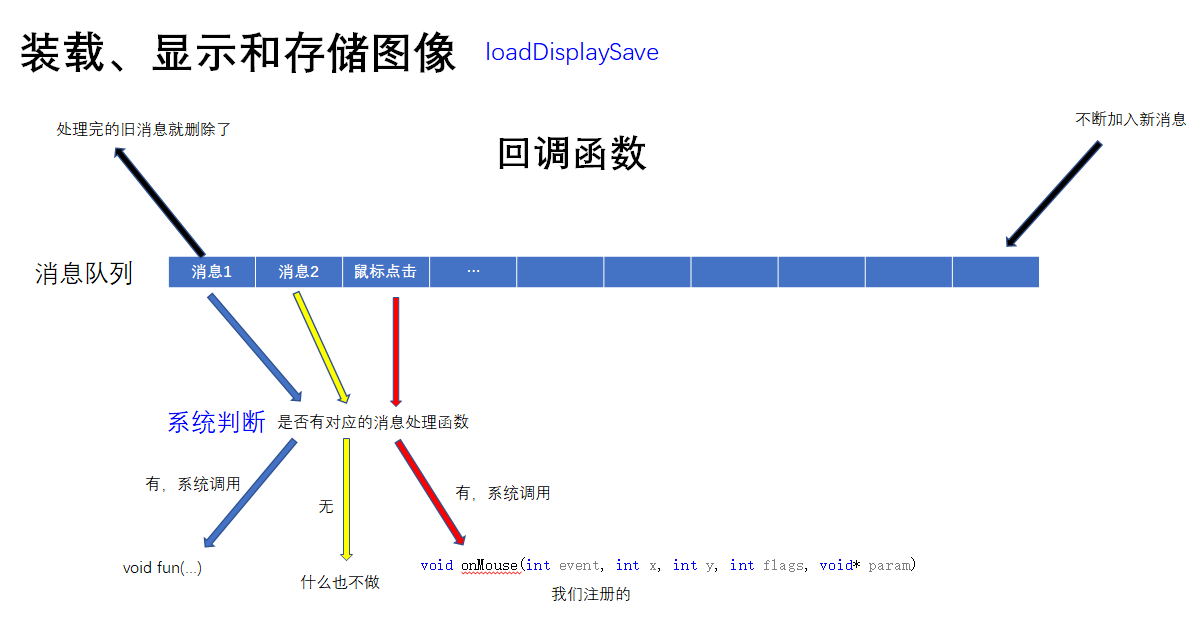 装载、显示和存储图像 loadDisplaySave
处理完的旧消息就删除了
不断加入新消息
回调函数
消息队列 消息1 消息2 鼠标点击 ...
系统判断 是否有对应的消息处理函数
有，系统调用
无
有，系统调用
void fun(...)
什么也不做
void onMouse(int event, int x, int y, int flags, void* param)
我们注册的